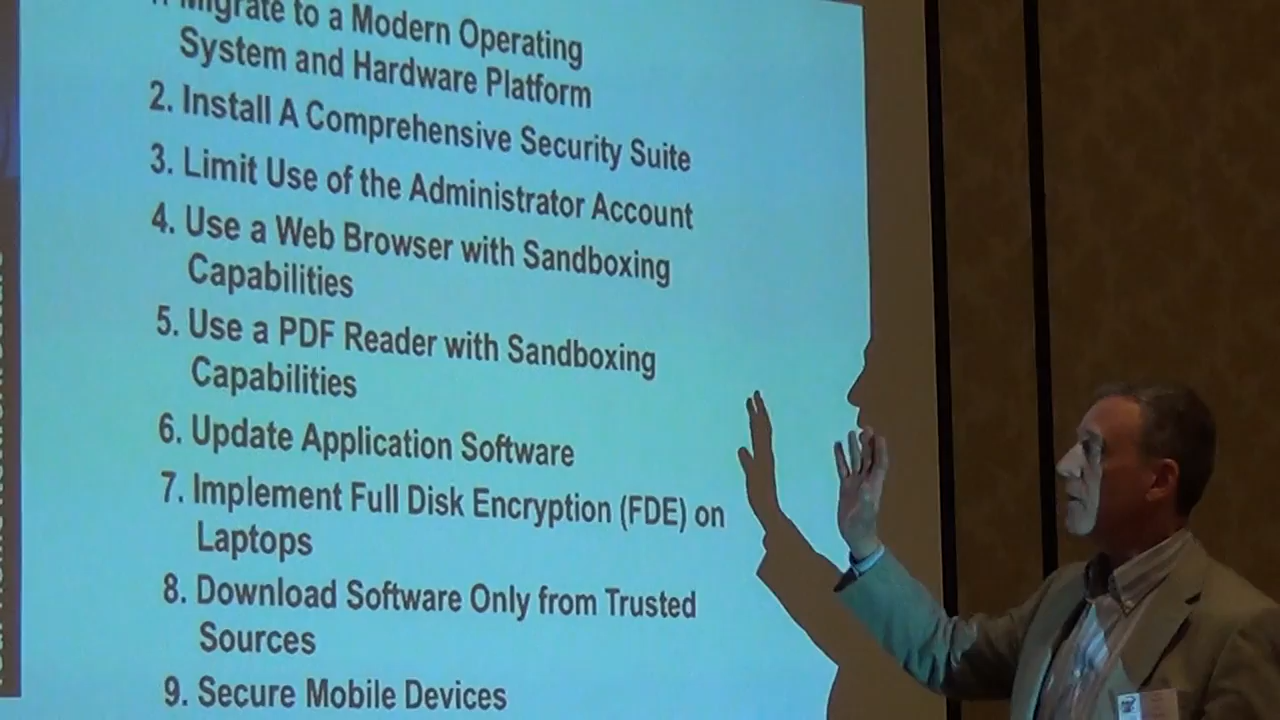 Migrate to a Modern Operating
System and Hardware Platform
2. Install A Comprehensive Security Suite
3. Limit Use of the Administrator Account
4. Use a Web Browser with Sandboxing
Capabilities
5. Use a PDF Reader with Sandboxing
Capabilities
6. Update Application Software
7. Implement Full Disk Encryption (FDE) on
Laptops
8. Download Software Only from Trusted
Sources
9. Secure Mobile Devices